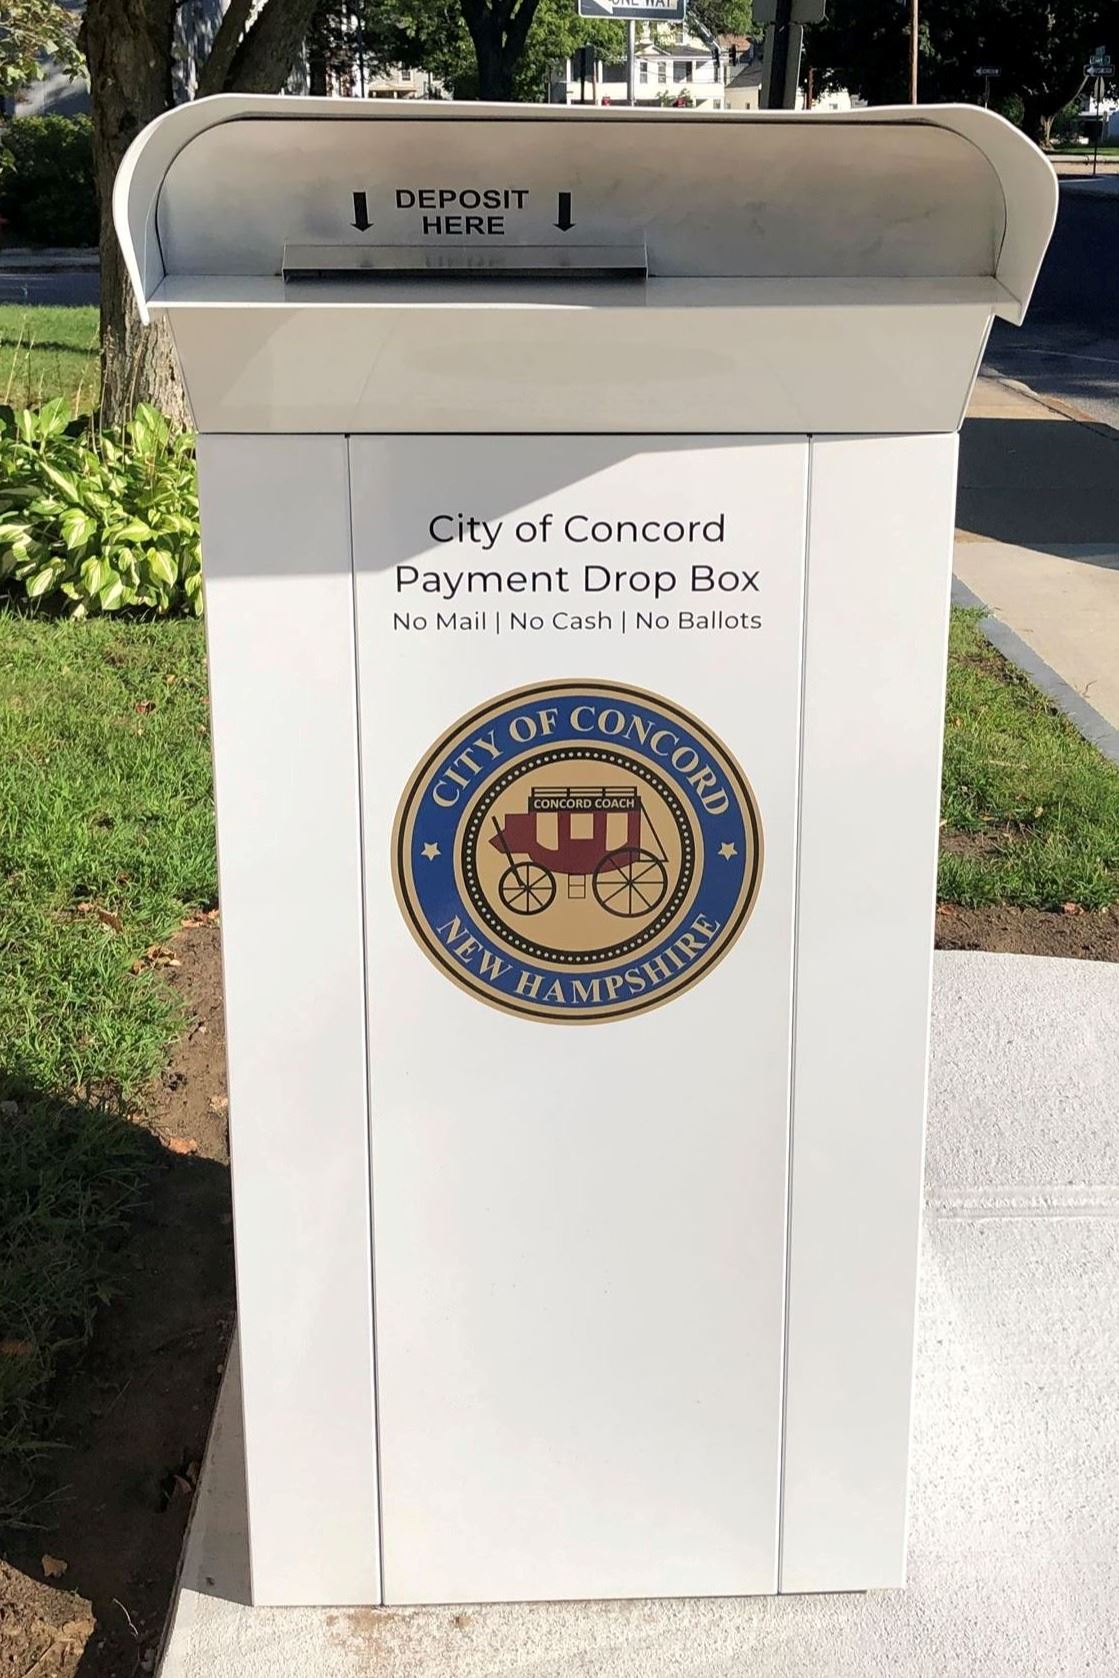 ONE WAY
DEPOSIT
HERE
City of Concord
Payment Drop Box
No Mail | No Cash | No Ballots
CITY OF CONCORD
CONCORD COACH
NEW HAMPSHIRE